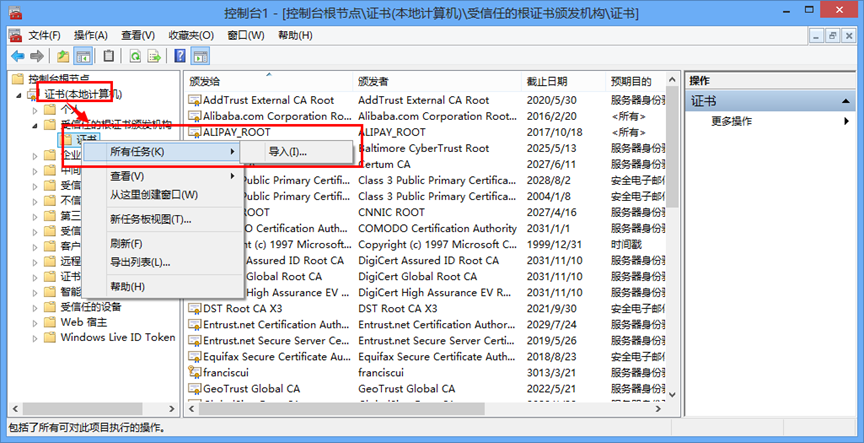 控制台1 - [控制台根节点\证书(本地计算机)\受信任的根证书颁发机构\证书]
文件(F) 操作(A) 查看(V) 收藏夹(O) 窗口(W) 帮助(H)
控制台根节点
证书(本地计算机)
个人
受信任的根证书颁发机构
证书
企业
中间
受信
不信
第三
受信
客户
远程
证书
智能
受信任的设备
Web 宿主
Windows Live ID Token
所有任务(K)
导入(I)...
查看(V)
从这里创建窗口(W)
新任务板视图(T)...
刷新(F)
导出列表(L)...
帮助(H)
颁发给 颁发者 截止日期 预期目的
AddTrust External CA Root AddTrust External CA Root 2020/5/30 服务器身份验
Alibaba.com Corporation Ro... Alibaba.com Corporation Root... 2016/2/20 <所有>
ALIPAY_ROOT ALIPAY_ROOT 2017/10/18 <所有>
Baltimore CyberTrust Root 2025/5/13 服务器身份验
Certum CA 2027/6/11 服务器身份验
Public Primary Certif... Class 3 Public Primary Certific... 2028/8/2 安全电子邮件
Public Primary Certif... Class 3 Public Primary Certific... 2004/1/8 安全电子邮件
ROOT CNNIC ROOT 2027/4/16 服务器身份验
COMODO Certification Auth... COMODO Certification Authority 2031/1/1 服务器身份验
(c) 1997 Microsoft... Copyright (c) 1997 Microsoft... 1999/12/31 时间戳
Assured ID Root CA DigiCert Assured ID Root CA 2031/11/10 服务器身份验
Global Root CA DigiCert Global Root CA 2031/11/10 服务器身份验
High Assurance EV ... DigiCert High Assurance EV R... 2031/11/10 服务器身份验
DST Root CA X3 DST Root CA X3 2021/9/30 安全电子邮件
Entrust.net Certification Author... Entrust.net Certification Author... 2029/7/24 服务器身份验
Entrust.net Secure Server Ce... Entrust.net Secure Server Certi... 2019/5/26 服务器身份验
Equifax Secure Certificate Au... Equifax Secure Certificate Auth... 2018/8/23 安全电子邮件
franciscui franciscui 3013/3/21 服务器身份验
GeoTrust Global CA GeoTrust Global CA 2022/5/21 服务器身份验
操作
证书
更多操作
包括了所有可对此项目执行的操作。